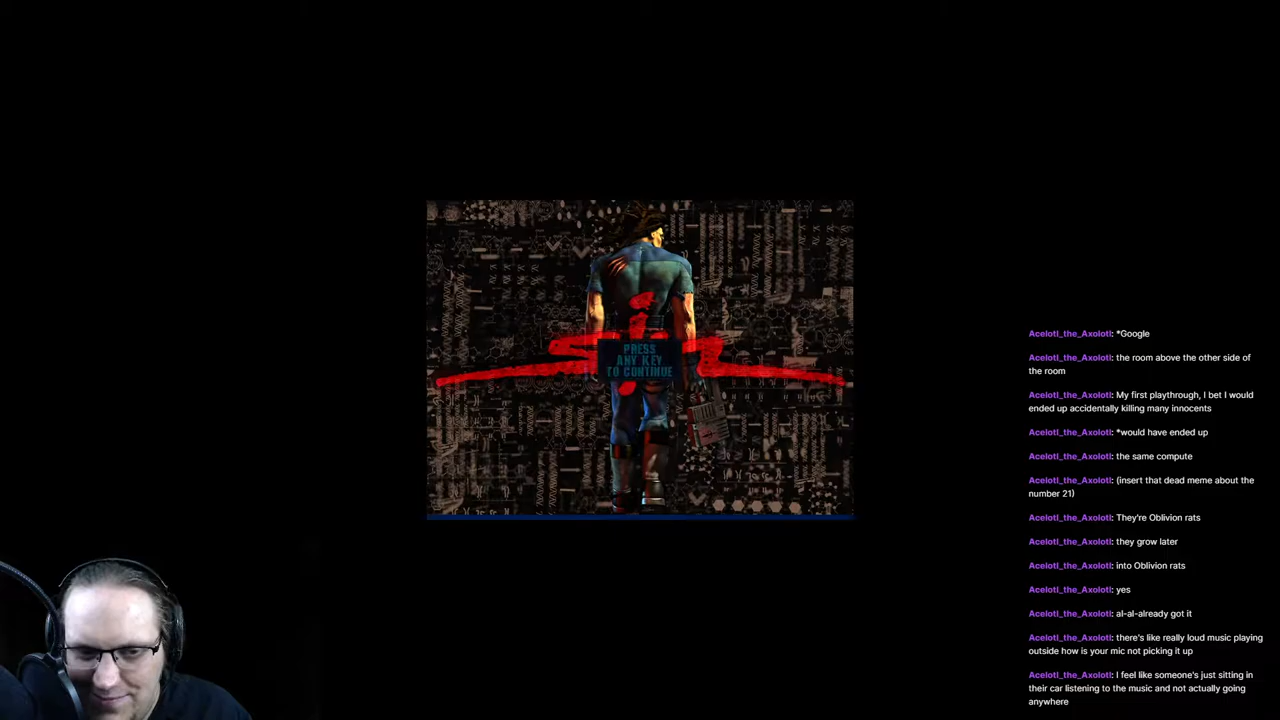 PRESS
ANY KEY
TO CONTINUE
Acelotl_the_Axolotl: *Google
Acelotl_the_Axolotl: the room above the other side of
the room
Acelotl_the_Axolotl: My first playthrough, I bet I would
ended up accidentally killing many innocents
Acelotl_the_Axolotl: *would have ended up
Acelotl_the_Axolotl: the same compute
Acelotl_the_Axolotl: (insert that dead meme about the
number 21)
Acelotl_the_Axolotl: They're Oblivion rats
Acelotl_the_Axolotl: they grow later
Acelotl_the_Axolotl: into Oblivion rats
Acelotl_the_Axolotl: yes
Acelotl_the_Axolotl: al-al-already got it
Acelotl_the_Axolotl: there's like really loud music playing
outside how is your mic not picking it up
Acelotl_the_Axolotl: I feel like someone's just sitting in
their car listening to the music and not actually going
anywhere